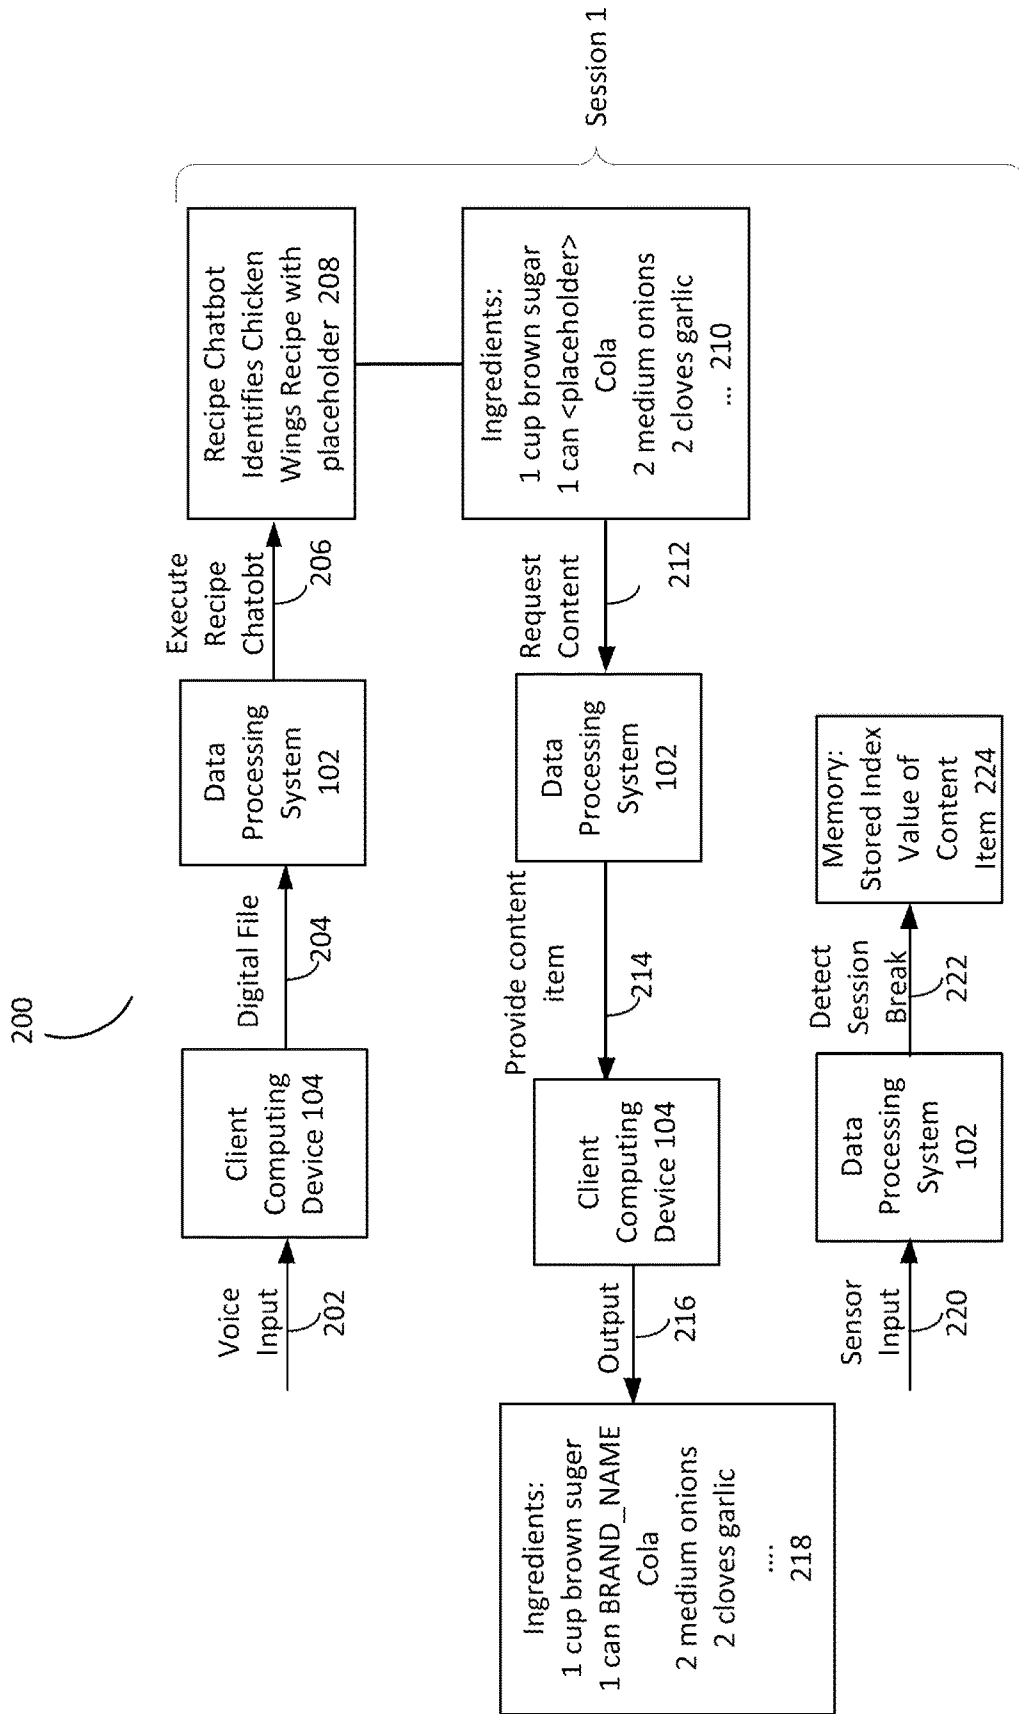 200
Voice
Input
202
Client
Computing
Device 104
Digital File
204
Data
Processing
System
102
Execute
Recipe
Chatobt
206
Recipe Chatbot
Identifies Chicken
Wings Recipe with
placeholder 208
Ingredients:
1 cup brown sugar
1 can <placeholder>
Cola
2 medium onions
2 cloves garlic
... 210
Request
Content
212
Data
Processing
System
102
Provide content
item
214
Client
Computing
Device 104
Output
216
Ingredients:
1 cup brown suger
1 can BRAND_NAME
Cola
2 medium onions
2 cloves garlic
....
218
Sensor
Input
220
Data
Processing
System
102
Detect
Session
Break
222
Memory:
Stored Index
Value of
Content
Item 224
Session 1